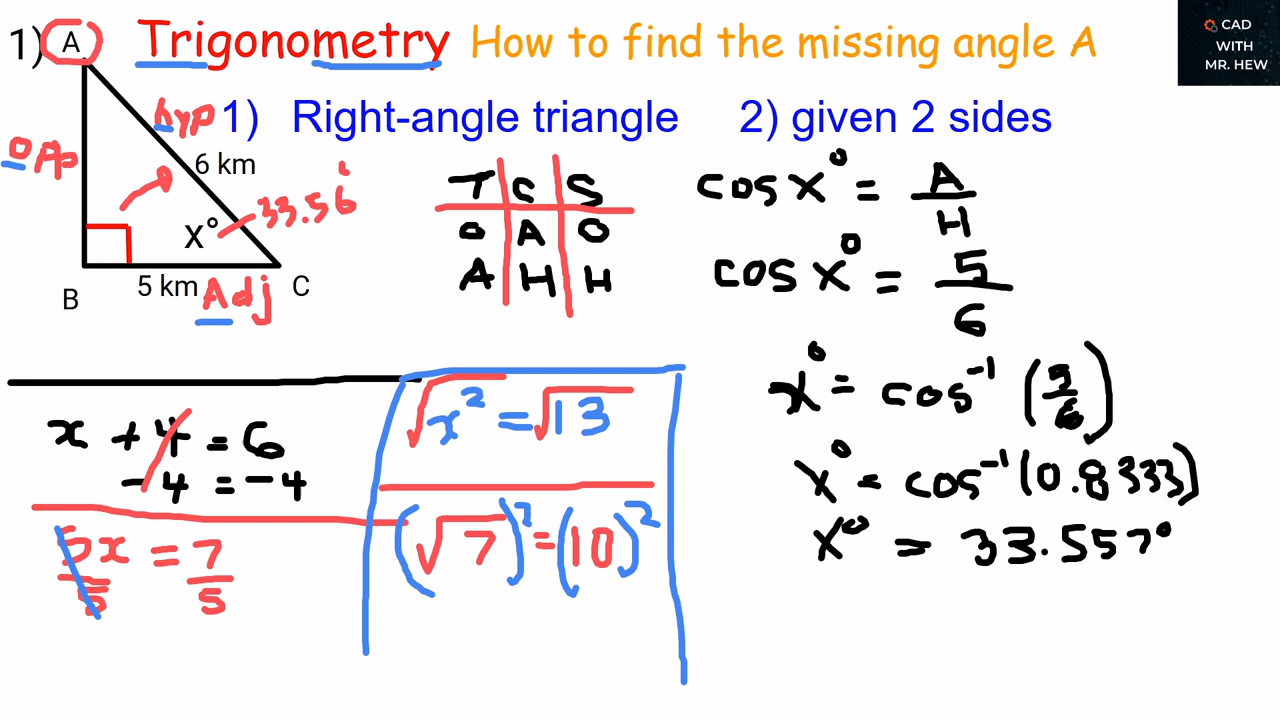 1) A Trigonometry How to find the missing angle A
CAD
WITH
MR. HEW
1) Right-angle triangle 2) given 2 sides
hyp
Opp
6 km
33.56°
X°
B 5 km Adj C
T C S
O A O
A H H
cos x° = A/H
cos x° = 5/6
x° = cos⁻¹ (5/6)
x° = cos⁻¹ (0.8333)
x° = 33.557°
x + 4 = 6
-4 = -4
5x/5 = 7/5
√x² = √13
(√7)² = (10)²